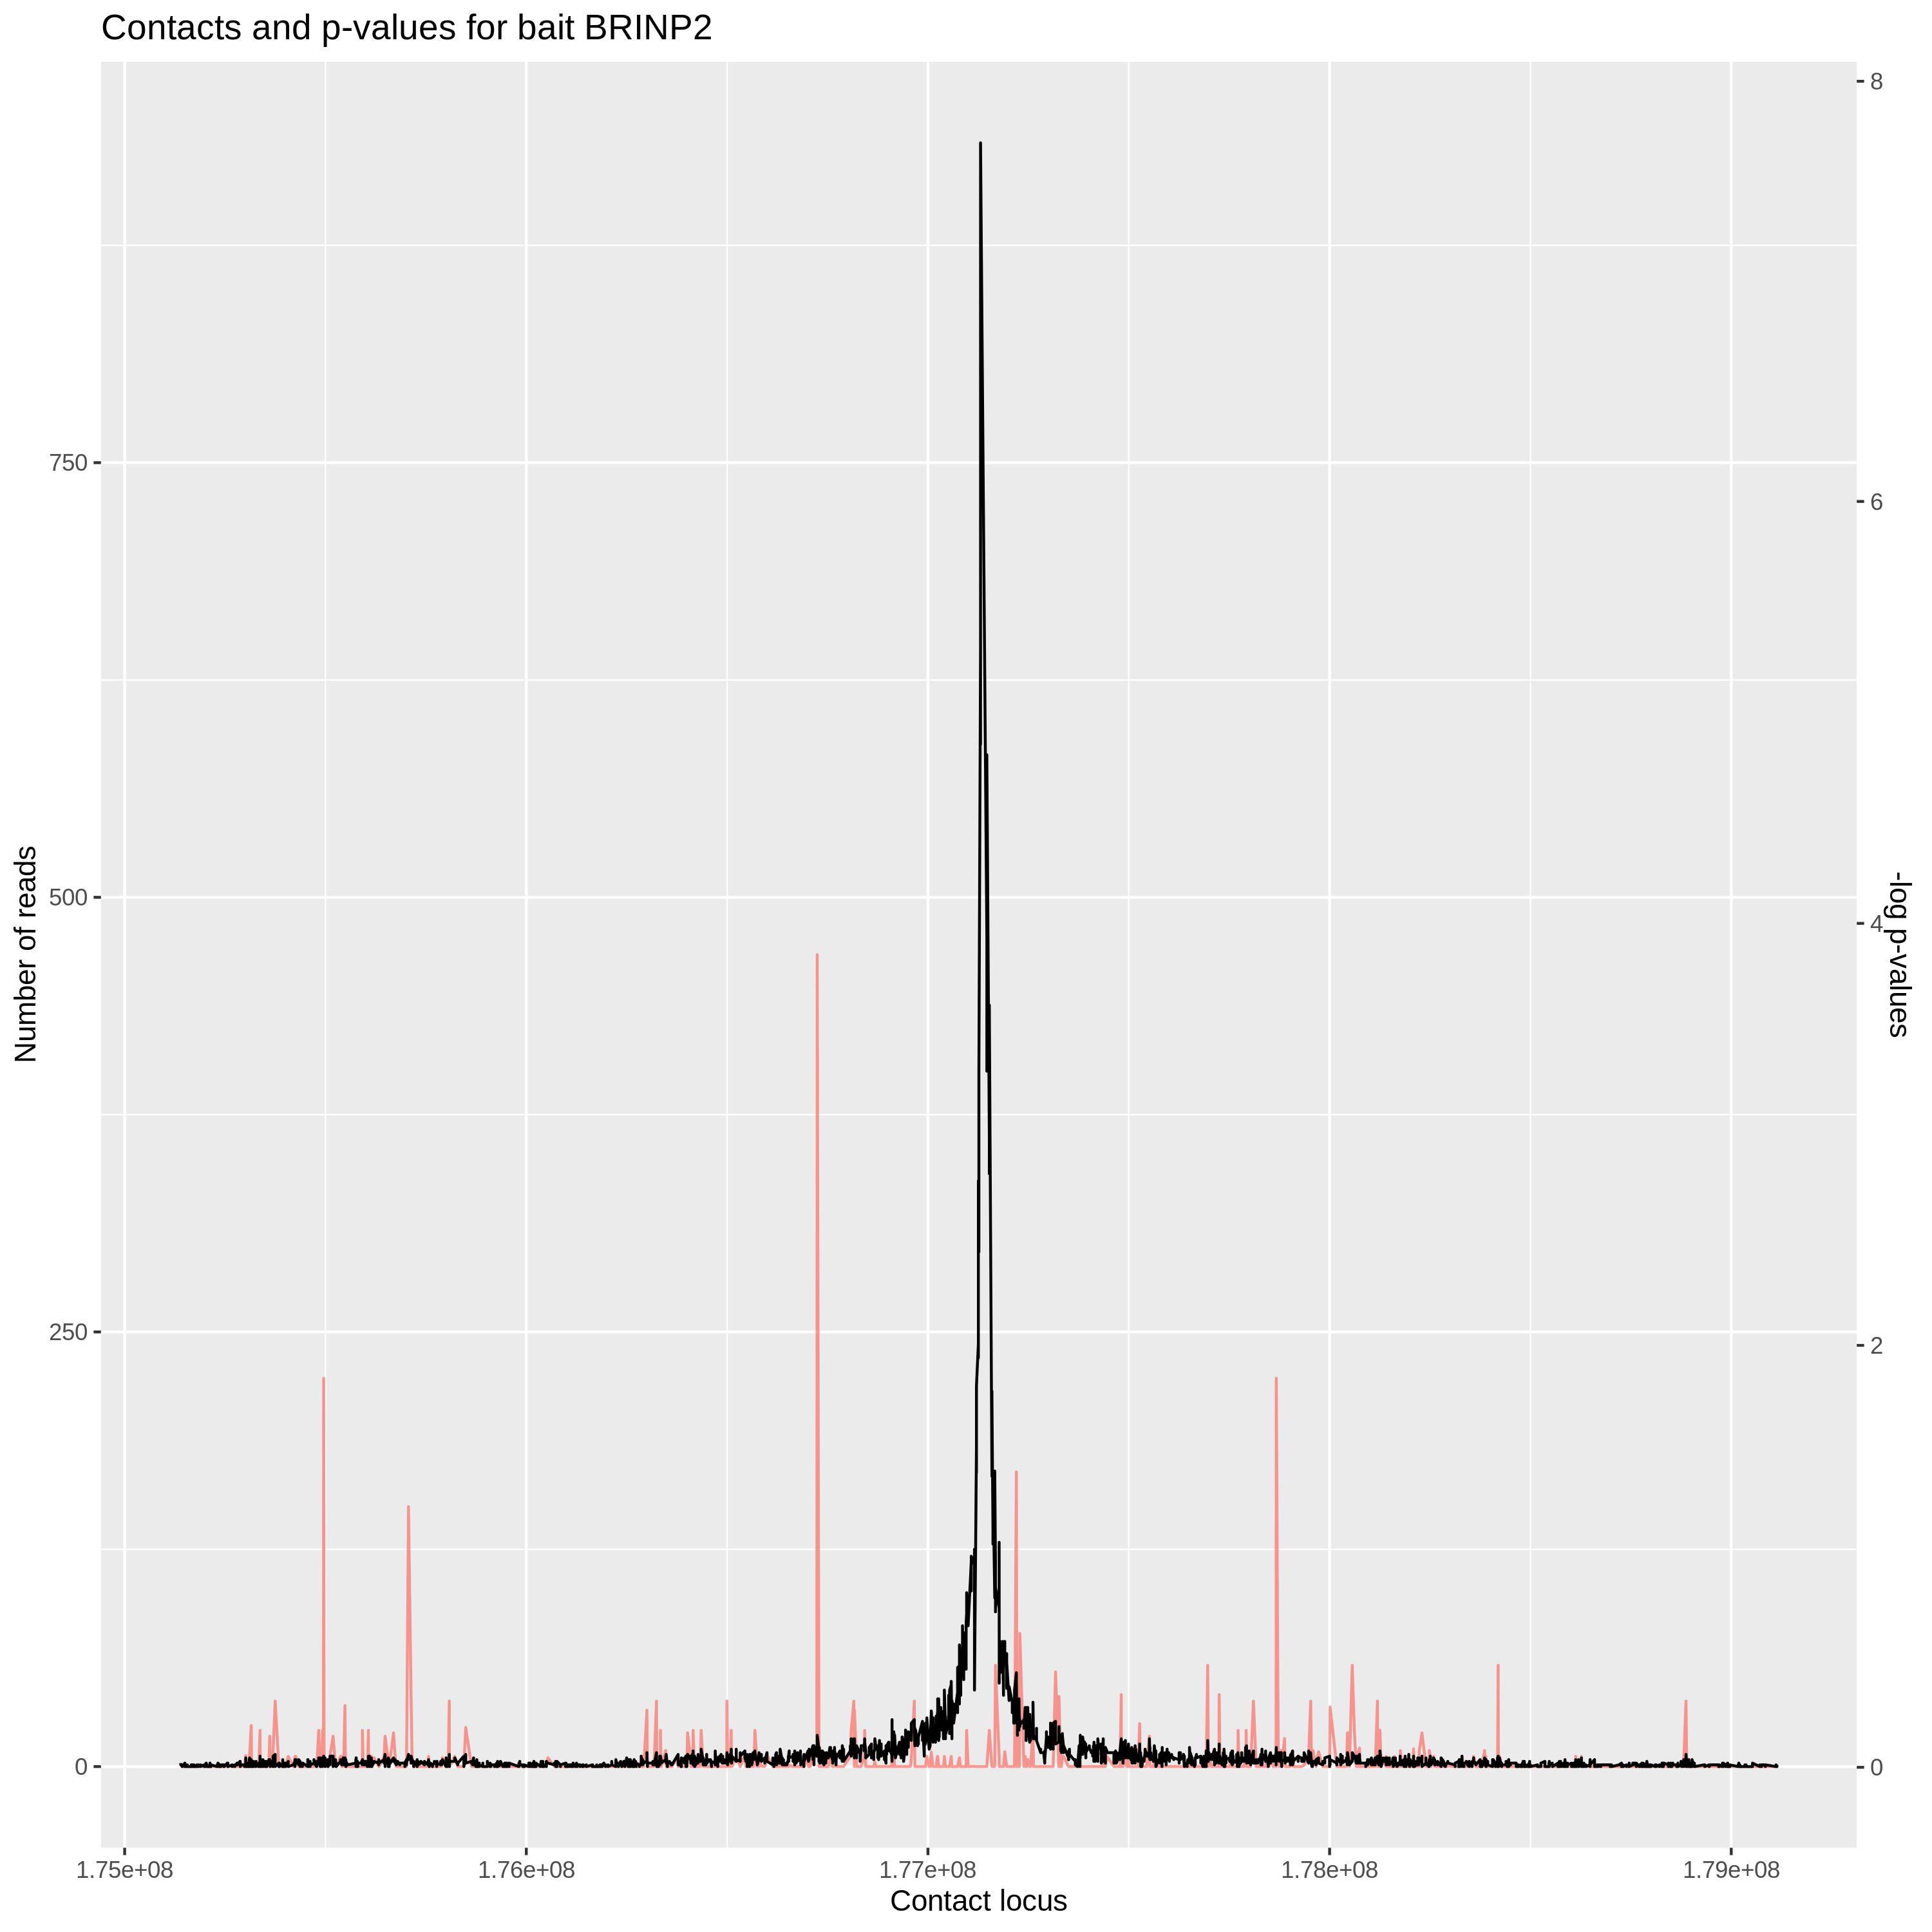 Contacts and p-values for bait BRINP2
8
6
4
2
0
750
500
250
0
Number of reads
-log p-values
1.75e+08
1.76e+08
1.77e+08
1.78e+08
1.79e+08
Contact locus